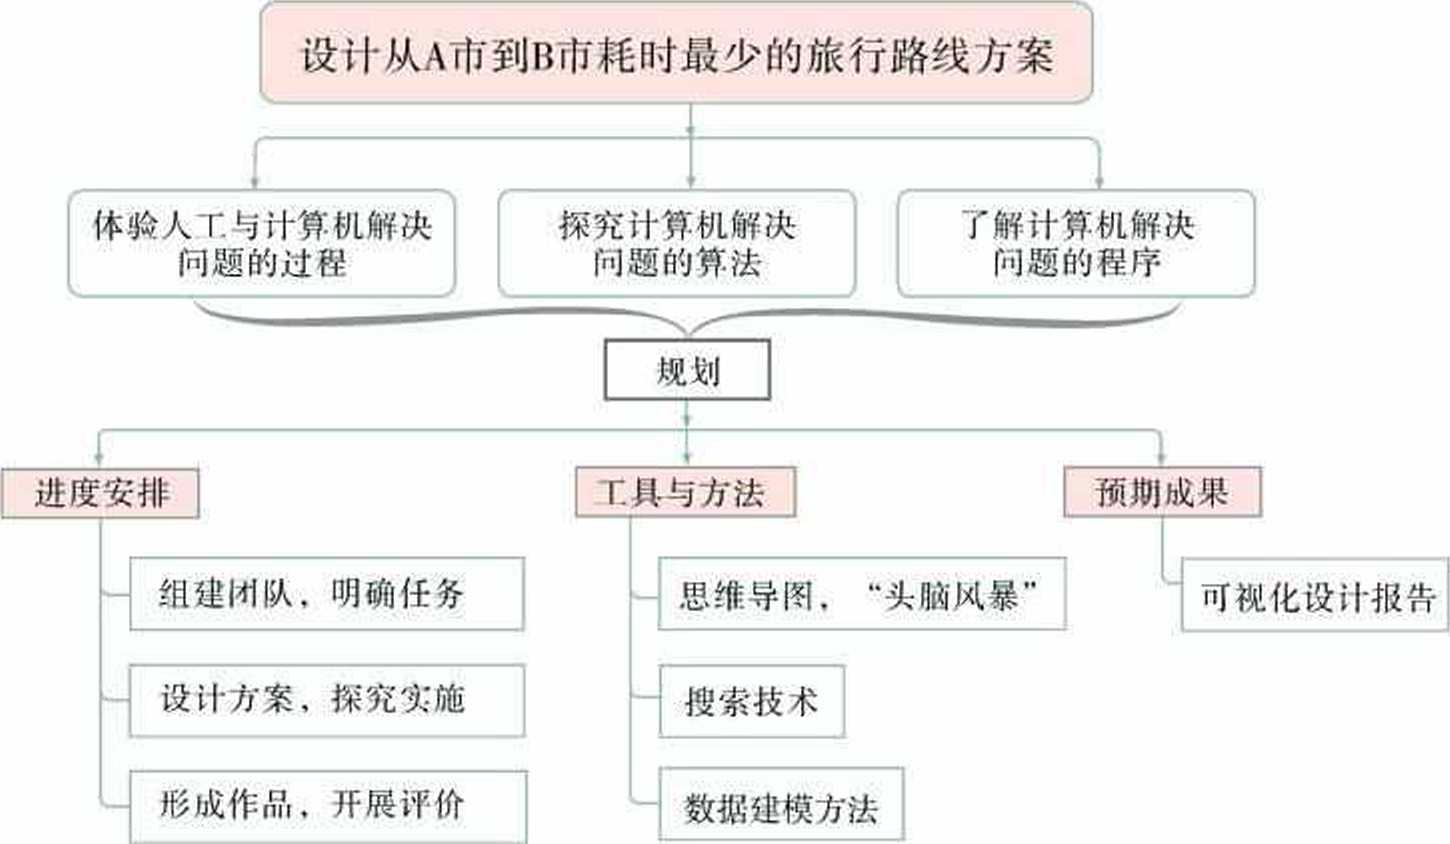 设计从A市到B市耗时最少的旅行路线方案
体验人工与计算机解决
问题的过程
探究计算机解决
问题的算法
了解计算机解决
问题的程序
规划
进度安排
组建团队，明确任务
设计方案，探究实施
形成作品，开展评价
工具与方法
思维导图，“头脑风暴”
搜索技术
数据建模方法
预期成果
可视化设计报告